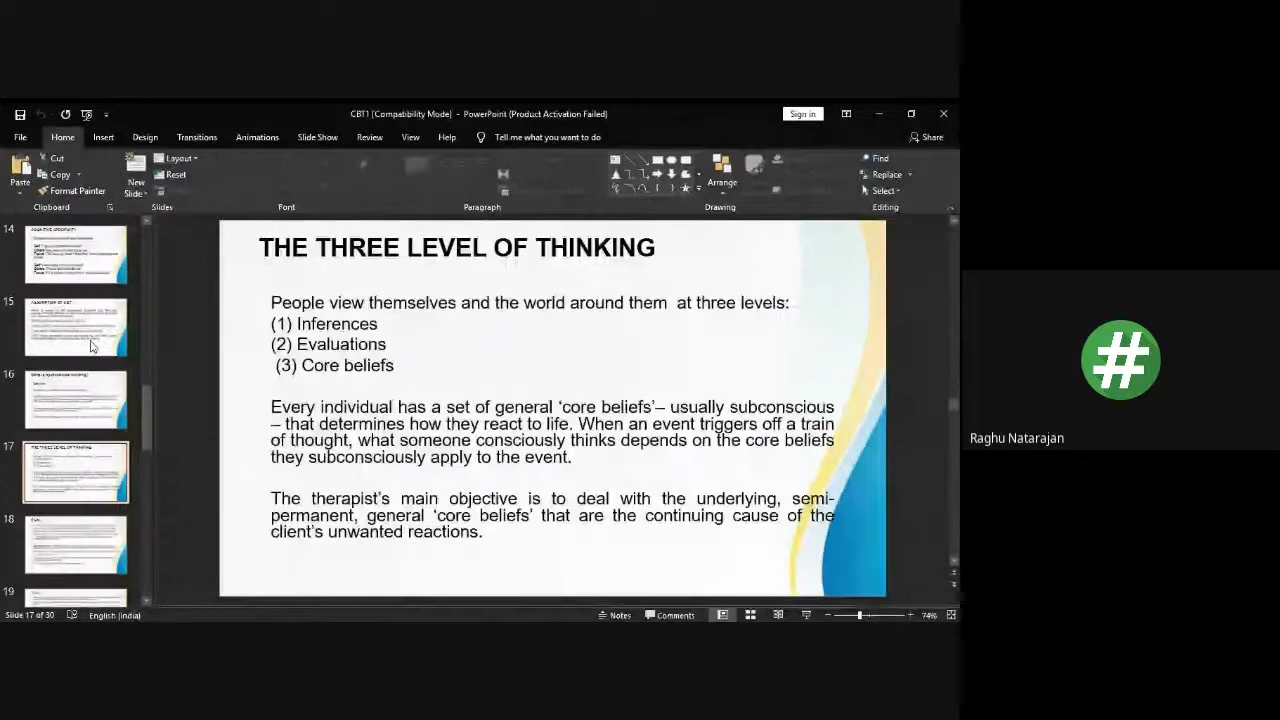 CBT1 [Compatibility Mode] - PowerPoint (Product Activation Failed)
Sign in
File Home Insert Design Transitions Animations Slide Show Review View Help Tell me what you want to do Share
Paste
Cut
Copy
Format Painter
Clipboard
New
Slide
Layout
Reset
Slides
Font
Paragraph
Arrange
Drawing
Find
Replace
Select
Editing
14
15
16
17
18
19
THE THREE LEVEL OF THINKING
People view themselves and the world around them at three levels:
(1) Inferences
(2) Evaluations
(3) Core beliefs
Every individual has a set of general ‘core beliefs’– usually subconscious
– that determines how they react to life. When an event triggers off a train
of thought, what someone consciously thinks depends on the core beliefs
they subconsciously apply to the event.
The therapist’s main objective is to deal with the underlying, semi-
permanent, general ‘core beliefs’ that are the continuing cause of the
client’s unwanted reactions.
#
Raghu Natarajan
Slide 17 of 30 English (India) Notes Comments 74%